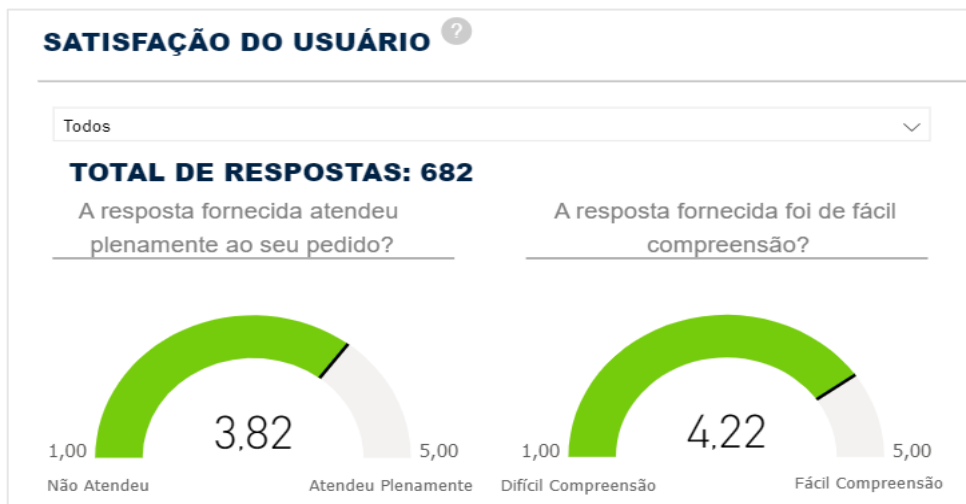 SATISFAÇÃO DO USUÁRIO ?
Todos
TOTAL DE RESPOSTAS: 682
A resposta fornecida atendeu
plenamente ao seu pedido?
A resposta fornecida foi de fácil
compreensão?
3,82
1,00
5,00
Não Atendeu
Atendeu Plenamente
4,22
1,00
5,00
Difícil Compreensão
Fácil Compreensão